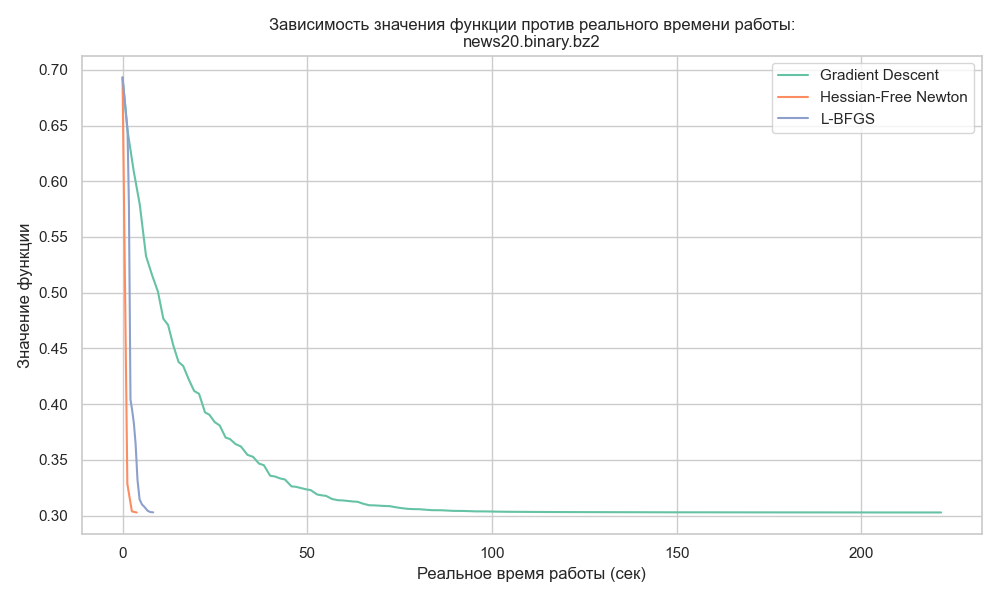 Зависимость значения функции против реального времени работы:
news20.binary.bz2
Gradient Descent
Hessian-Free Newton
L-BFGS
Значение функции
0.70
0.65
0.60
0.55
0.50
0.45
0.40
0.35
0.30
0
50
100
150
200
Реальное время работы (сек)